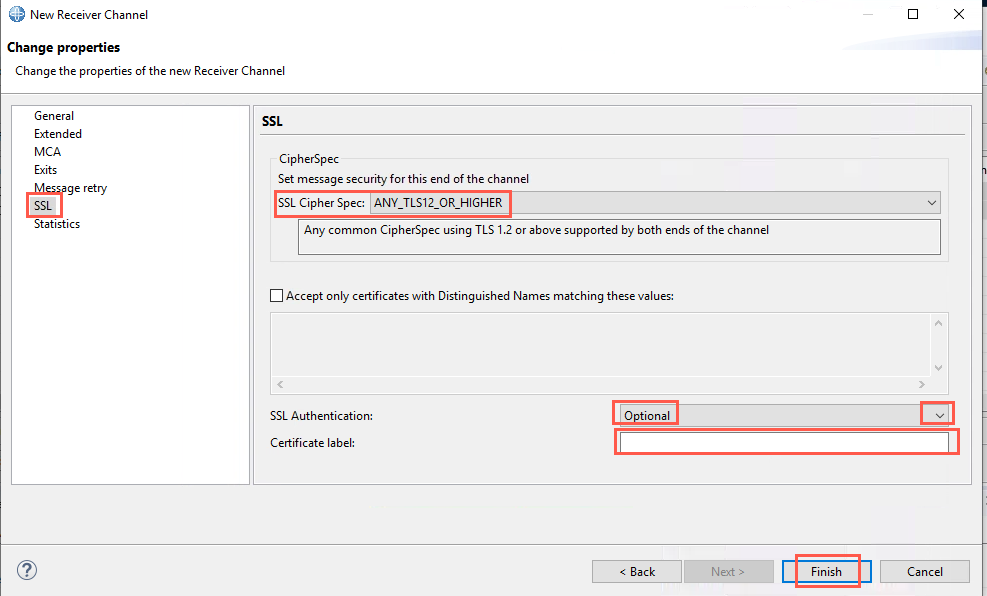 New Receiver Channel
Change properties
Change the properties of the new Receiver Channel
General
Extended
MCA
Exits
Message retry
SSL
Statistics
SSL
CipherSpec
Set message security for this end of the channel
SSL Cipher Spec: ANY_TLS12_OR_HIGHER
Any common CipherSpec using TLS 1.2 or above supported by both ends of the channel
Accept only certificates with Distinguished Names matching these values:
SSL Authentication: Optional
Certificate label:
? < Back Next > Finish Cancel